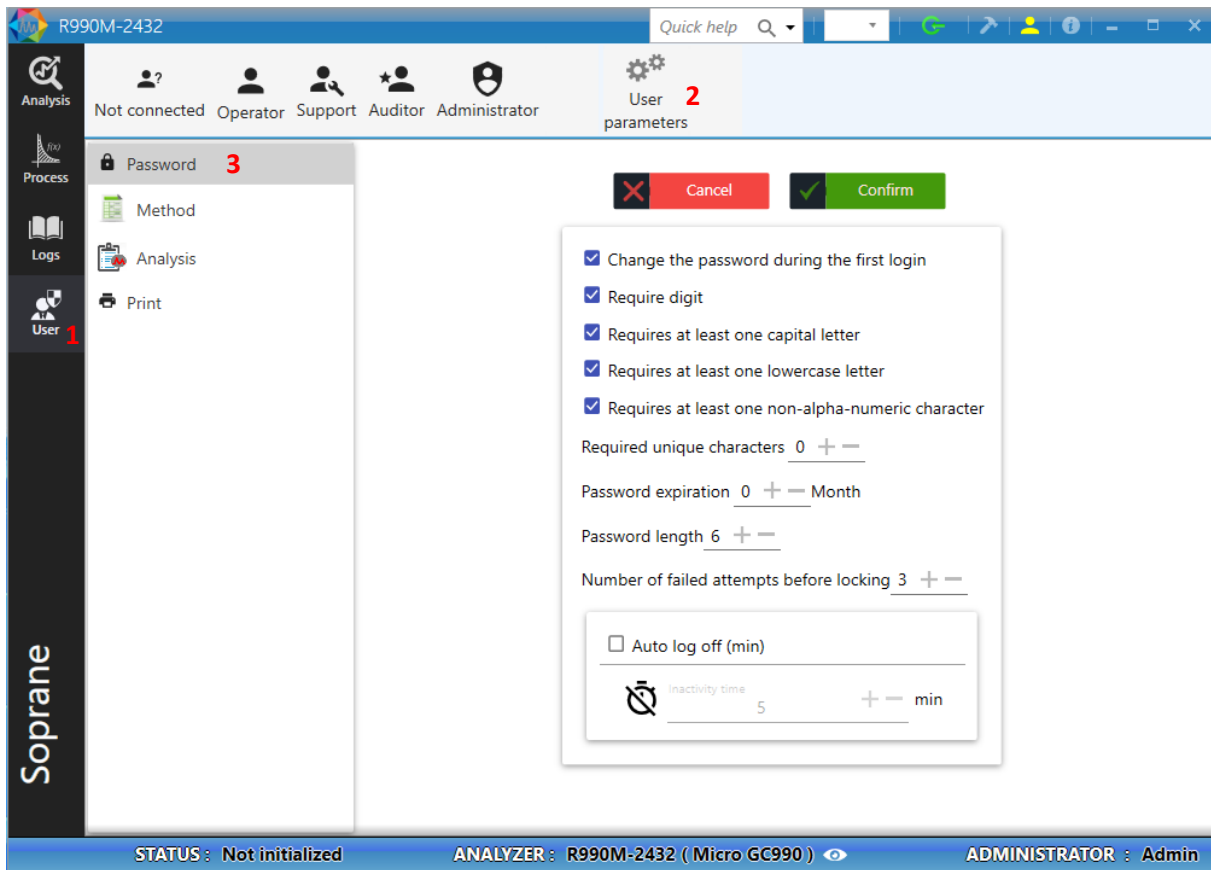 R990M-2432
Quick help
Analysis
Process
f(x)
Logs
User 1
Soprane
?
Not connected
Operator
Support
Auditor
Administrator
User
parameters
2
Password 3
Method
Analysis
Print
Cancel
Confirm
Change the password during the first login
Require digit
Requires at least one capital letter
Requires at least one lowercase letter
Requires at least one non-alpha-numeric character
Required unique characters 0 + −
Password expiration 0 + − Month
Password length 6 + −
Number of failed attempts before locking 3 + −
Auto log off (min)
Inactivity time
5 + − min
STATUS : Not initialized
ANALYZER : R990M-2432 ( Micro GC990 )
ADMINISTRATOR : Admin